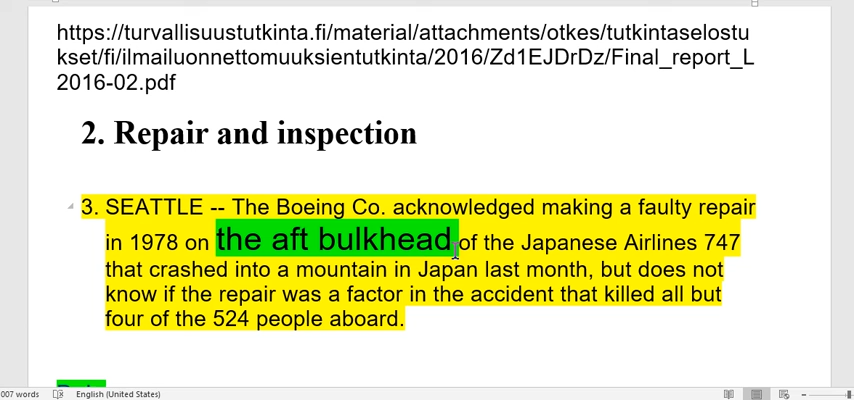 https://turvallisuustutkinta.fi/material/attachments/otkes/tutkintaselostu
kset/fi/ilmailuonnettomuuksientutkinta/2016/Zd1EJDrDz/Final_report_L
2016-02.pdf
2. Repair and inspection
3. SEATTLE -- The Boeing Co. acknowledged making a faulty repair
in 1978 on the aft bulkhead of the Japanese Airlines 747
that crashed into a mountain in Japan last month, but does not
know if the repair was a factor in the accident that killed all but
four of the 524 people aboard.
007 words English (United States)